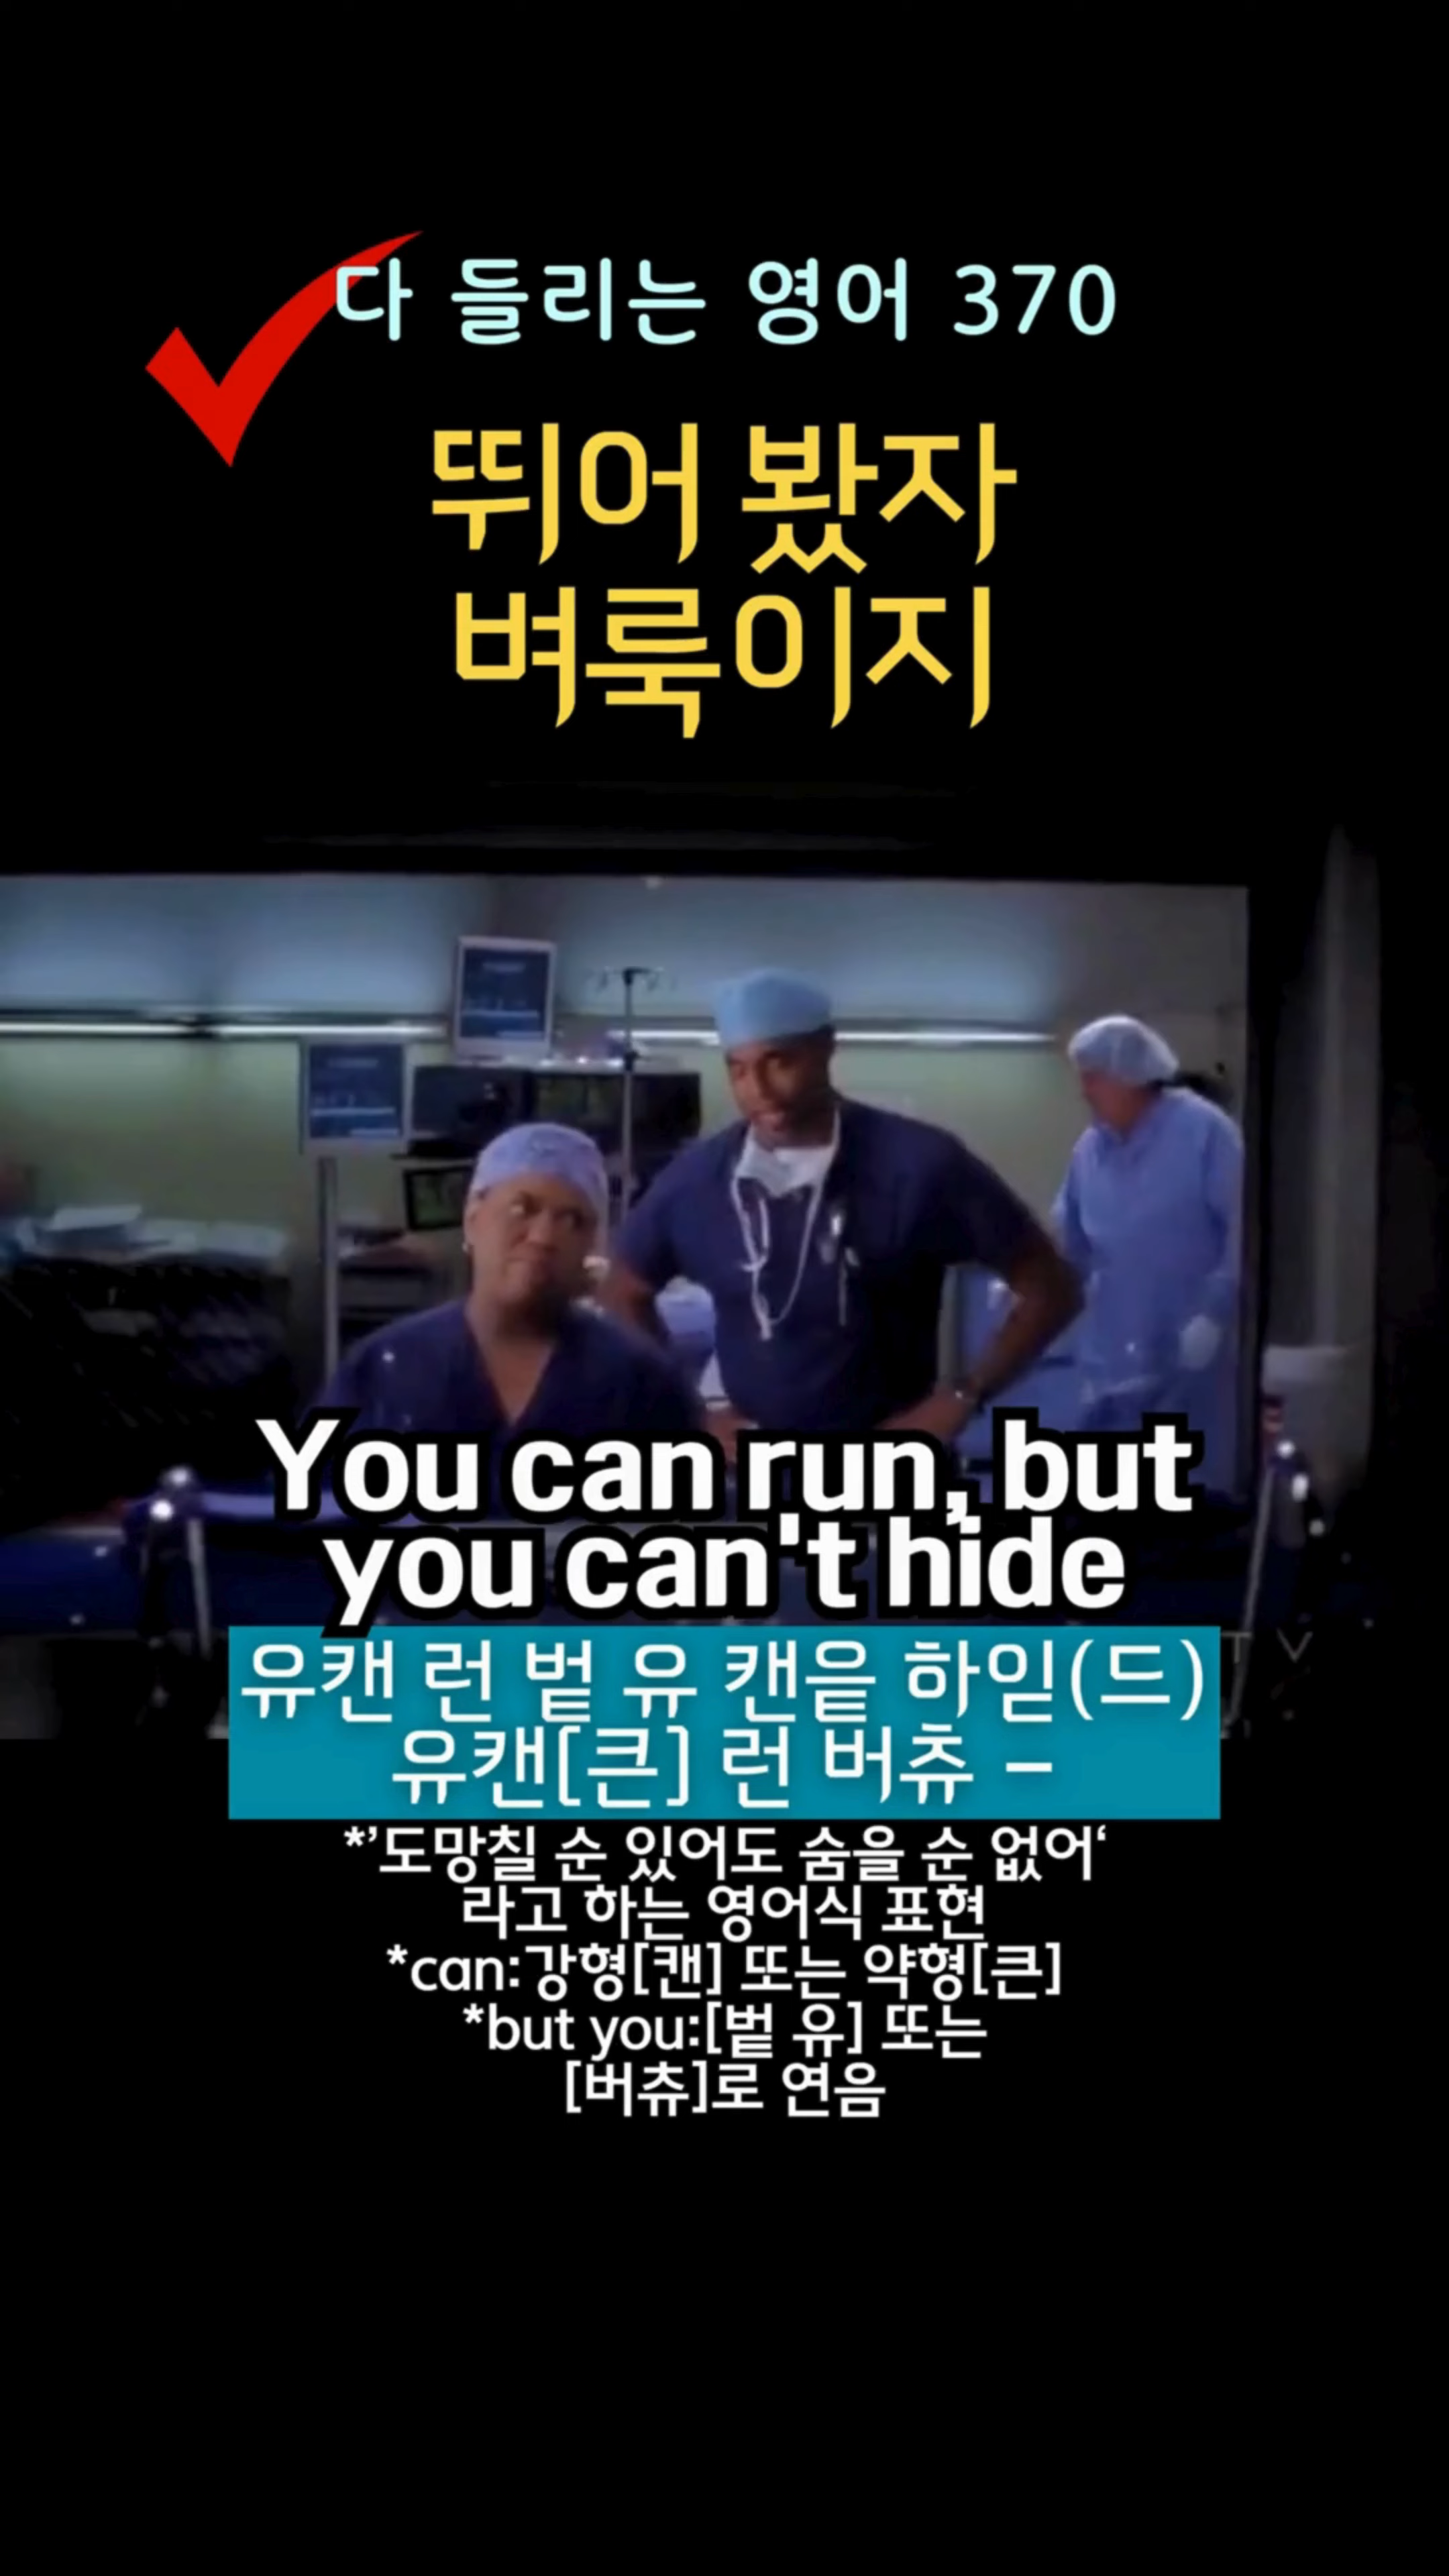 다 들리는 영어 370
뛰어 봤자
벼룩이지
You can run, but
you can't hide
유캔 런 벝 유 캔읕 하읻(드)
유캔[큰] 런 버츄 –
*’도망칠 순 있어도 숨을 순 없어‘
라고 하는 영어식 표현
*can:강형[캔] 또는 약형[큰]
*but you:[벝 유] 또는
[버츄]로 연음